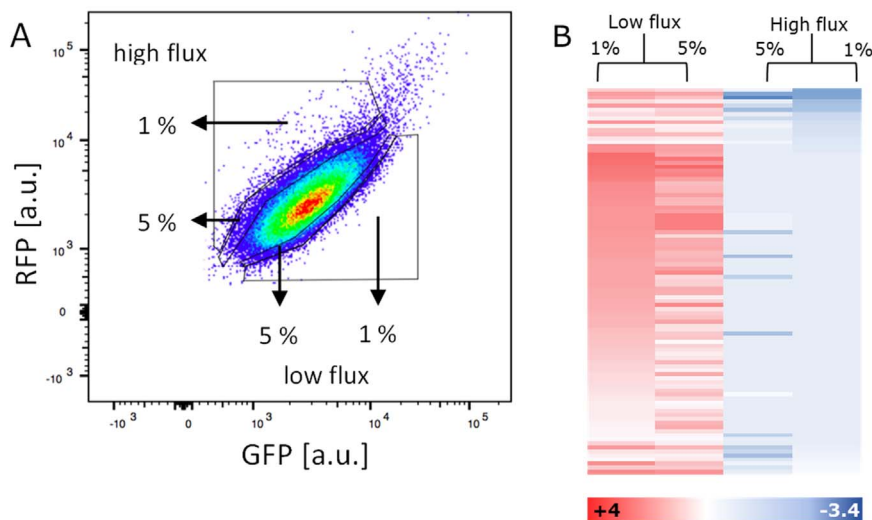 A
high flux
1 %
5 %
5 %
1 %
low flux
RFP [a.u.]
10⁵
10⁴
10³
0
-10³
-10³
0
10³
10⁴
10⁵
GFP [a.u.]
B
Low flux
High flux
1%
5%
5%
1%
+4
-3.4